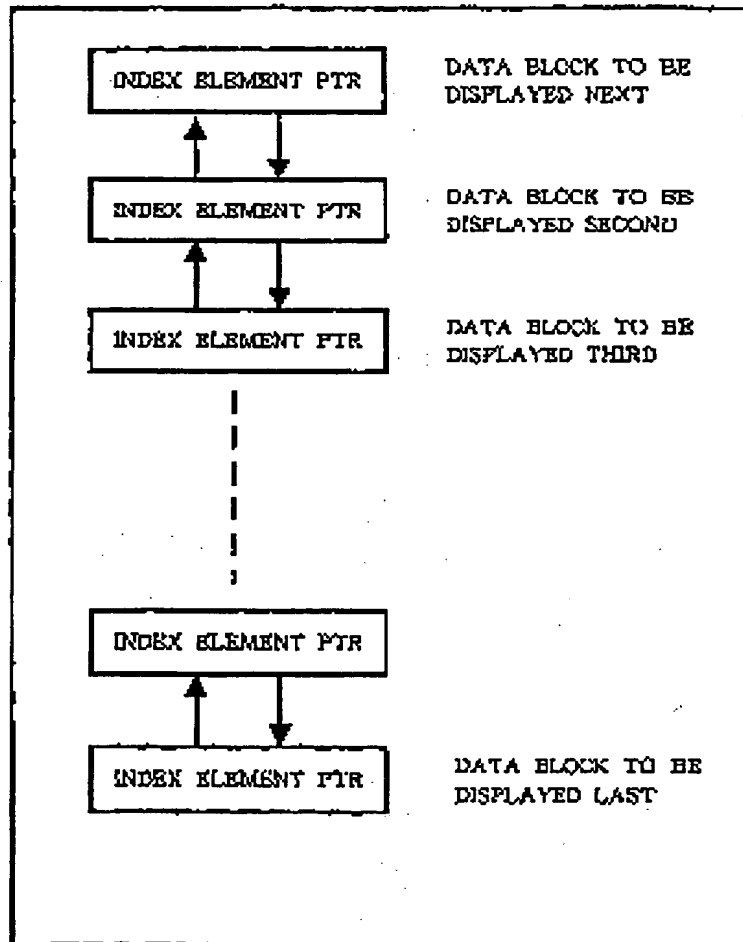 INDEX ELEMENT PTR
DATA BLOCK TO BE
DISPLAYED NEXT
INDEX ELEMENT PTR
DATA BLOCK TO BE
DISPLAYED SECOND
INDEX ELEMENT PTR
DATA BLOCK TO BE
DISPLAYED THIRD
INDEX ELEMENT PTR
INDEX ELEMENT PTR
DATA BLOCK TO BE
DISPLAYED LAST